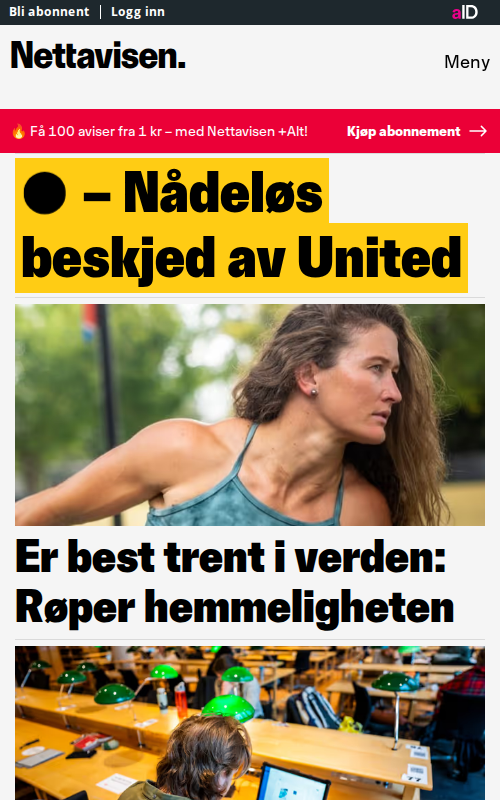 Bli abonnent
Logg inn
aID
Nettavisen.
Meny
🔥 Få 100 aviser fra 1 kr – med Nettavisen +Alt!
Kjøp abonnement →
● – Nådeløs
beskjed av United
Er best trent i verden:
Røper hemmeligheten